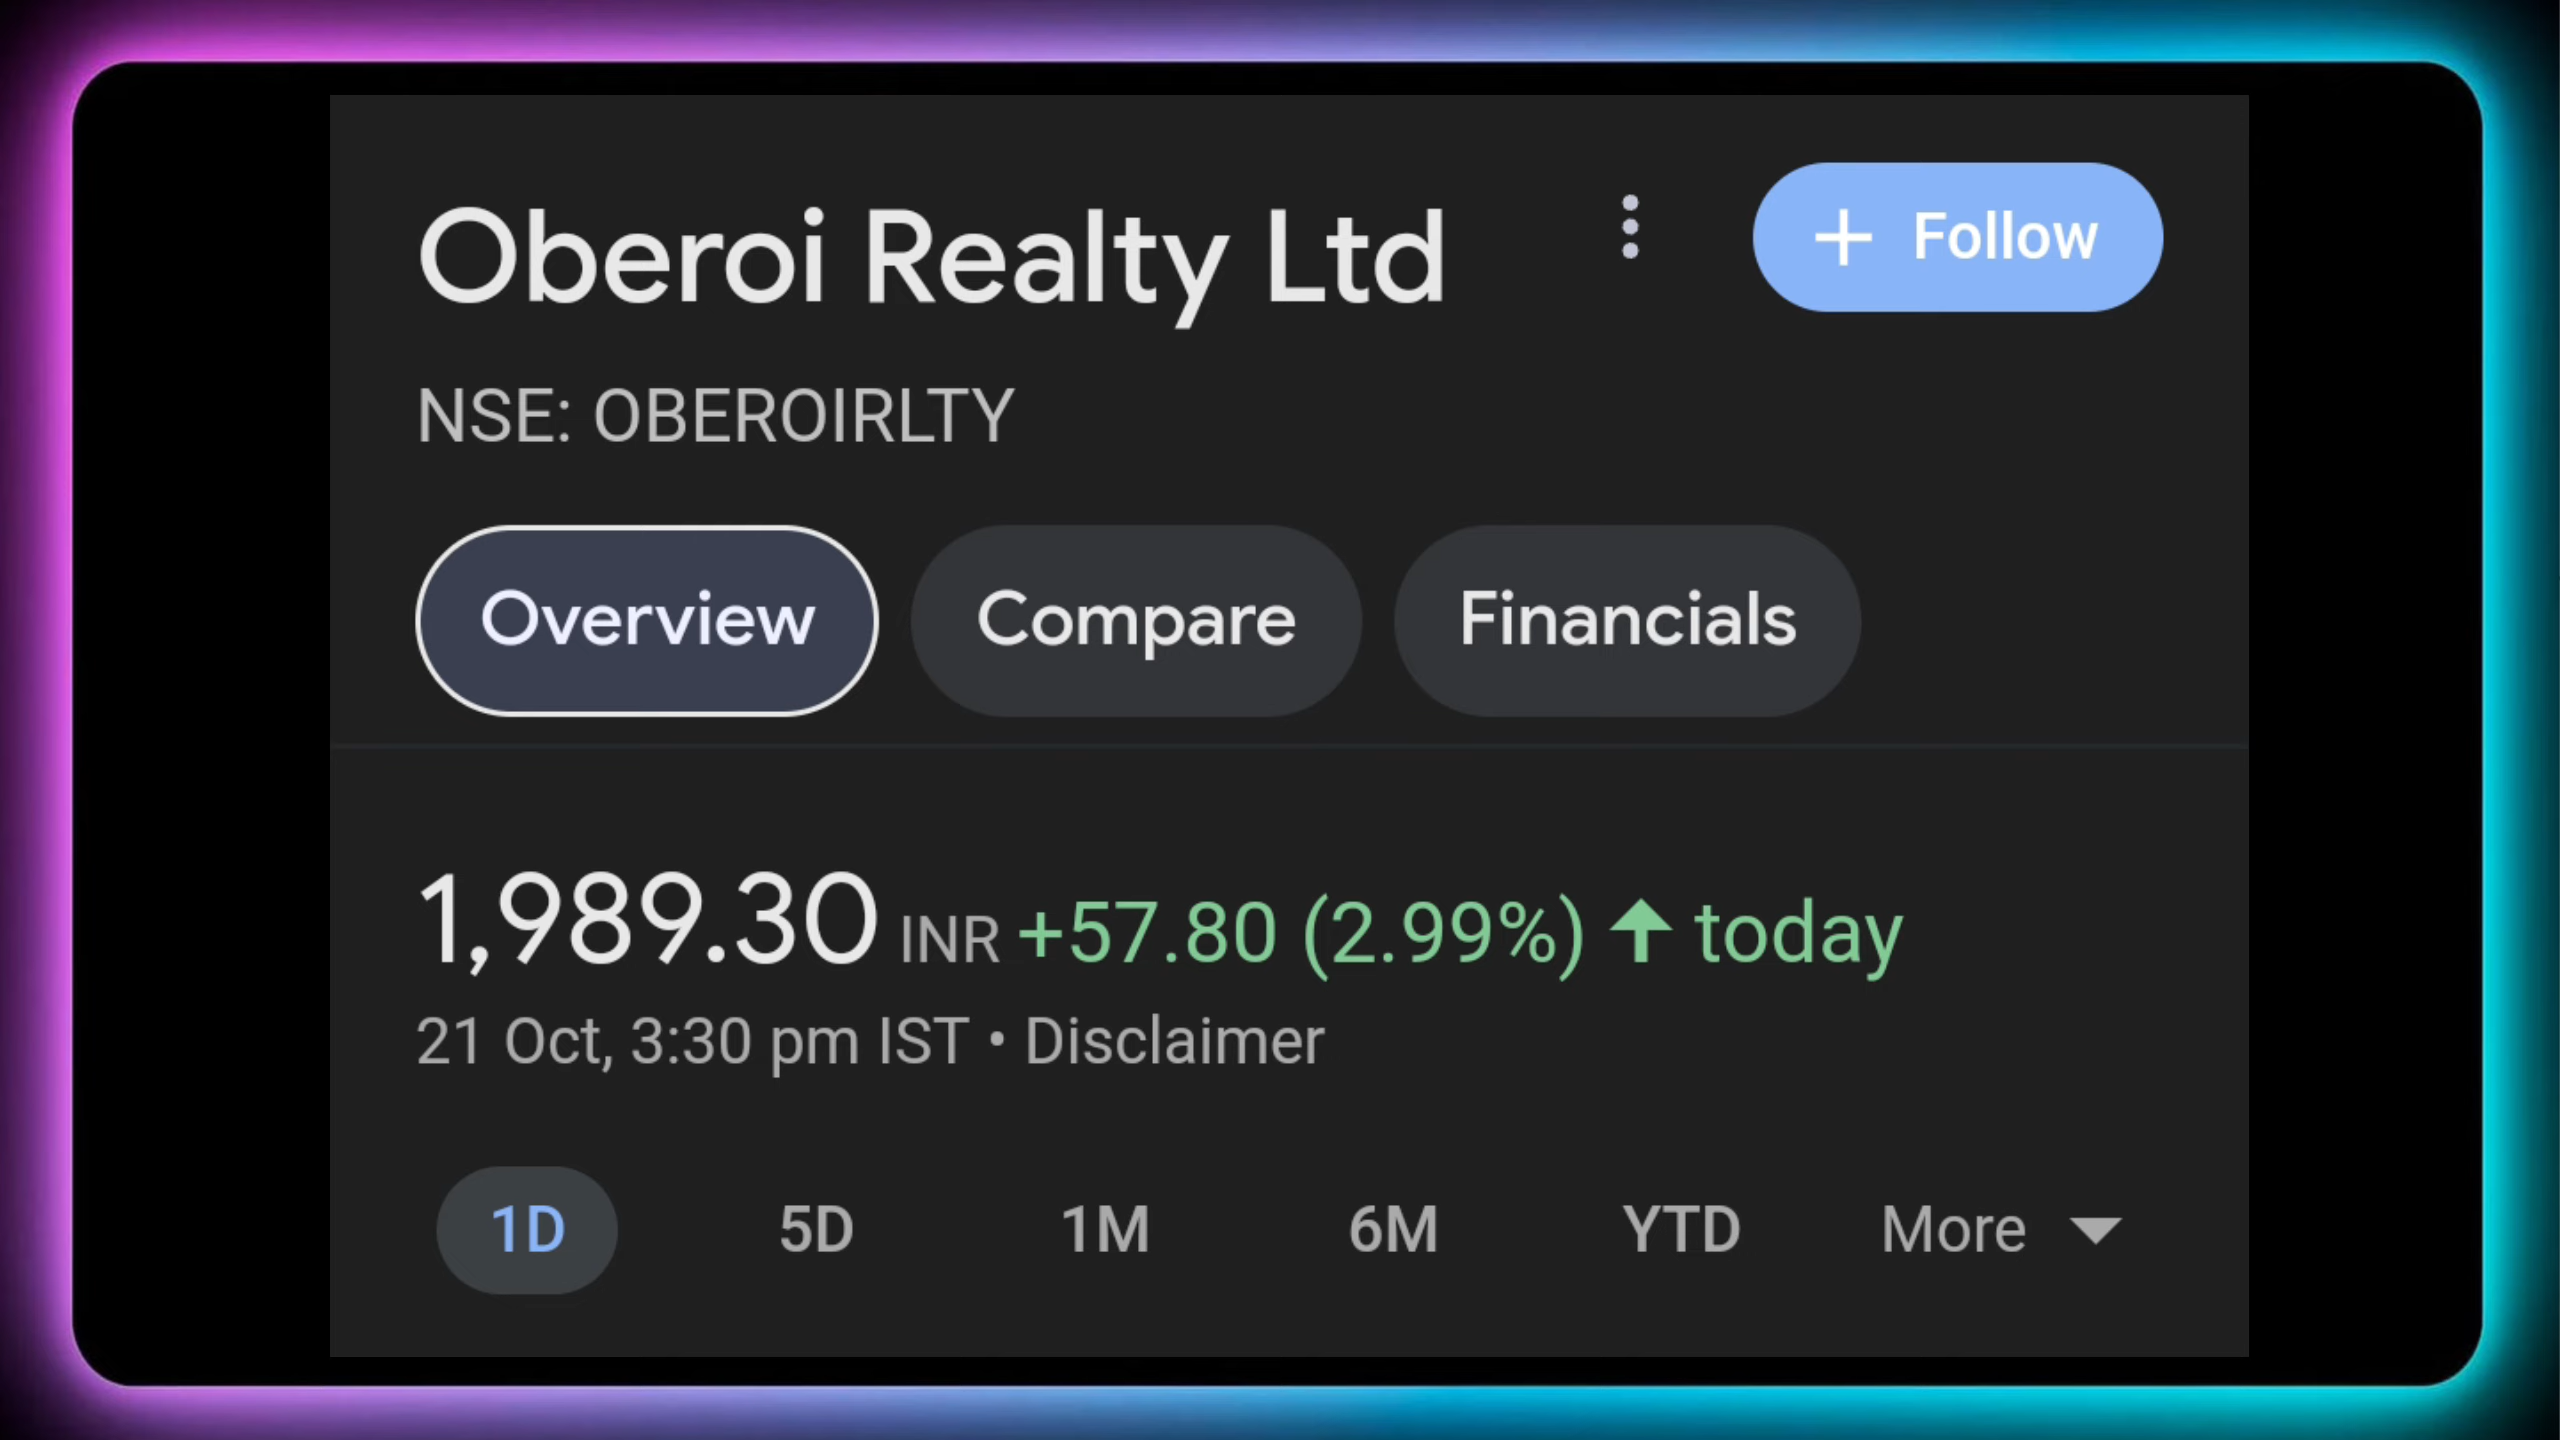 Oberoi Realty Ltd
+ Follow
NSE: OBEROIRLTY
Overview Compare Financials
1,989.30 INR +57.80 (2.99%) ↑ today
21 Oct, 3:30 pm IST • Disclaimer
1D 5D 1M 6M YTD More